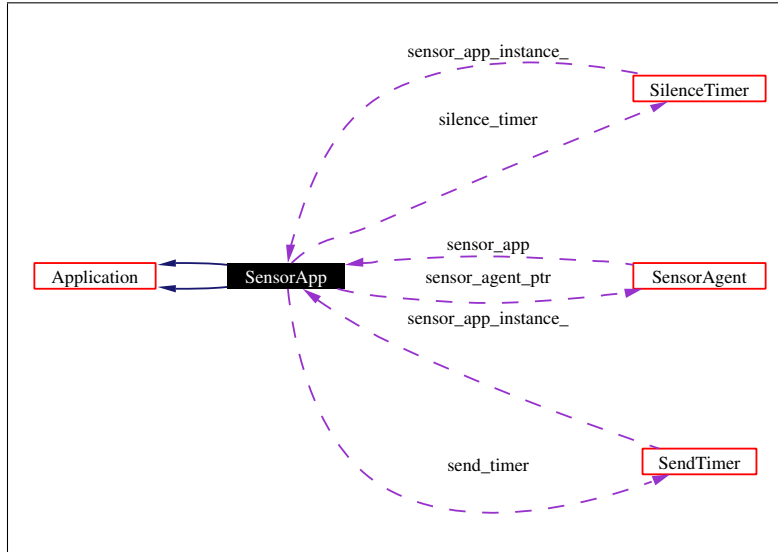 sensor_app_instance_
SilenceTimer
silence_timer
sensor_app
Application
SensorApp
sensor_agent_ptr
SensorAgent
sensor_app_instance_
send_timer
SendTimer